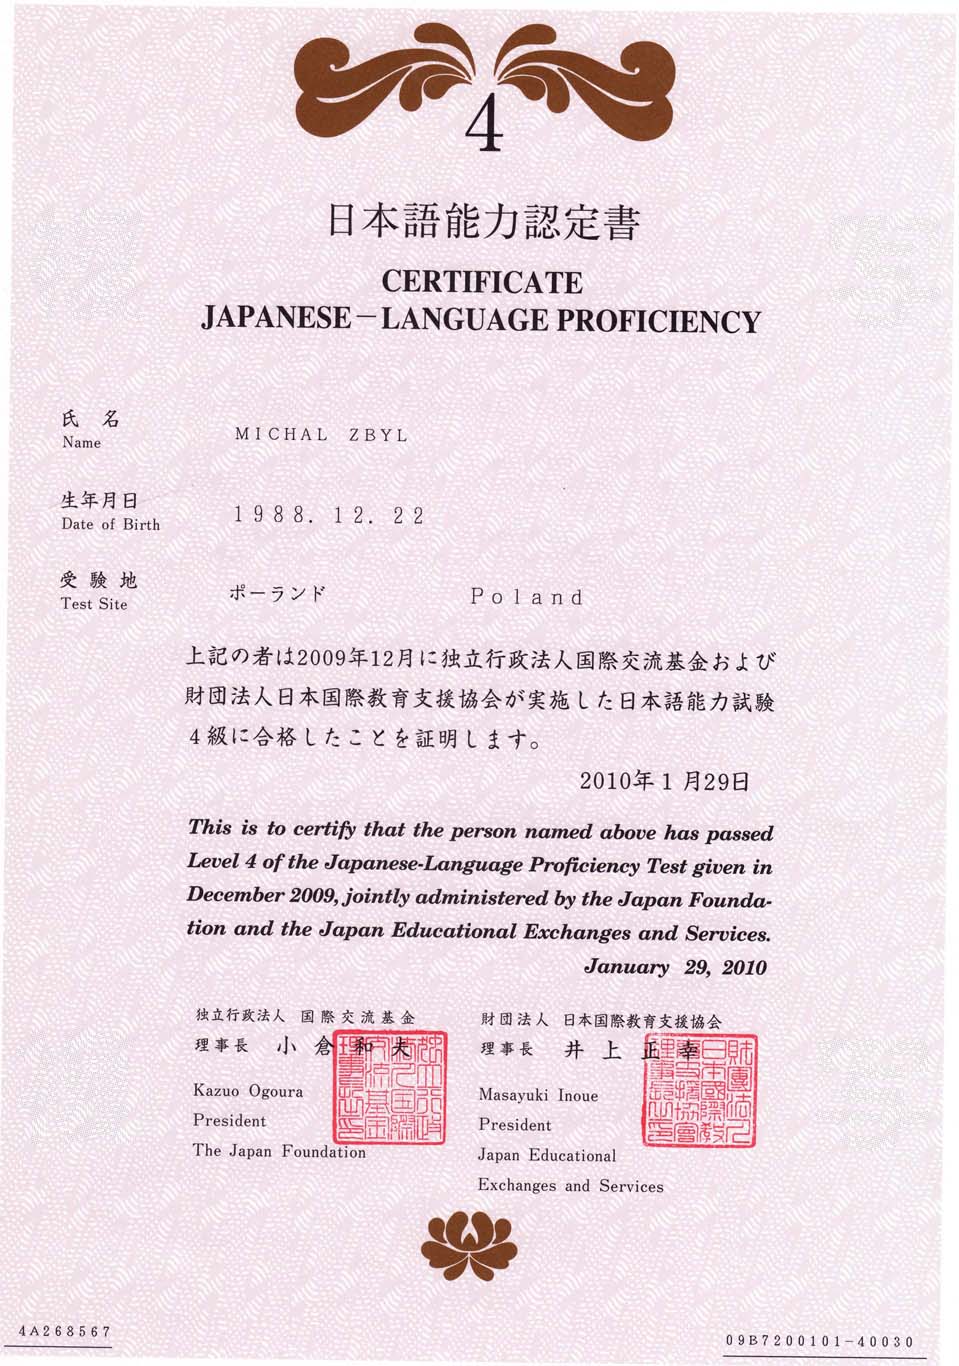 4
日本語能力認定書
CERTIFICATE
JAPANESE－LANGUAGE PROFICIENCY
氏 名
Name
MICHAL ZBYL
生年月日
Date of Birth
1988. 12. 22
受 験 地
Test Site
ポーランド Poland
上記の者は2009年12月に独立行政法人国際交流基金および
財団法人日本国際教育支援協会が実施した日本語能力試験
４級に合格したことを証明します。
2010年１月29日
This is to certify that the person named above has passed
Level 4 of the Japanese-Language Proficiency Test given in
December 2009, jointly administered by the Japan Founda-
tion and the Japan Educational Exchanges and Services.
January 29, 2010
独立行政法人 国際交流基金
理事長 小倉和夫
Kazuo Ogoura
President
The Japan Foundation
財団法人 日本国際教育支援協会
理事長 井上正幸
Masayuki Inoue
President
Japan Educational
Exchanges and Services
4A268567
09B7200101-40030